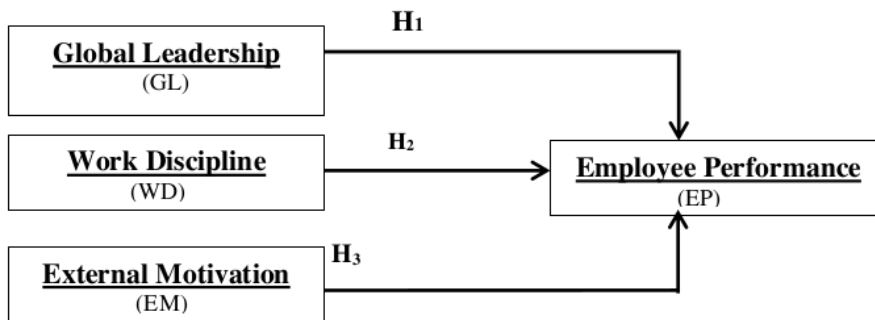 H1
Global Leadership
(GL)
H2
Work Discipline
(WD)
Employee Performance
(EP)
H3
External Motivation
(EM)